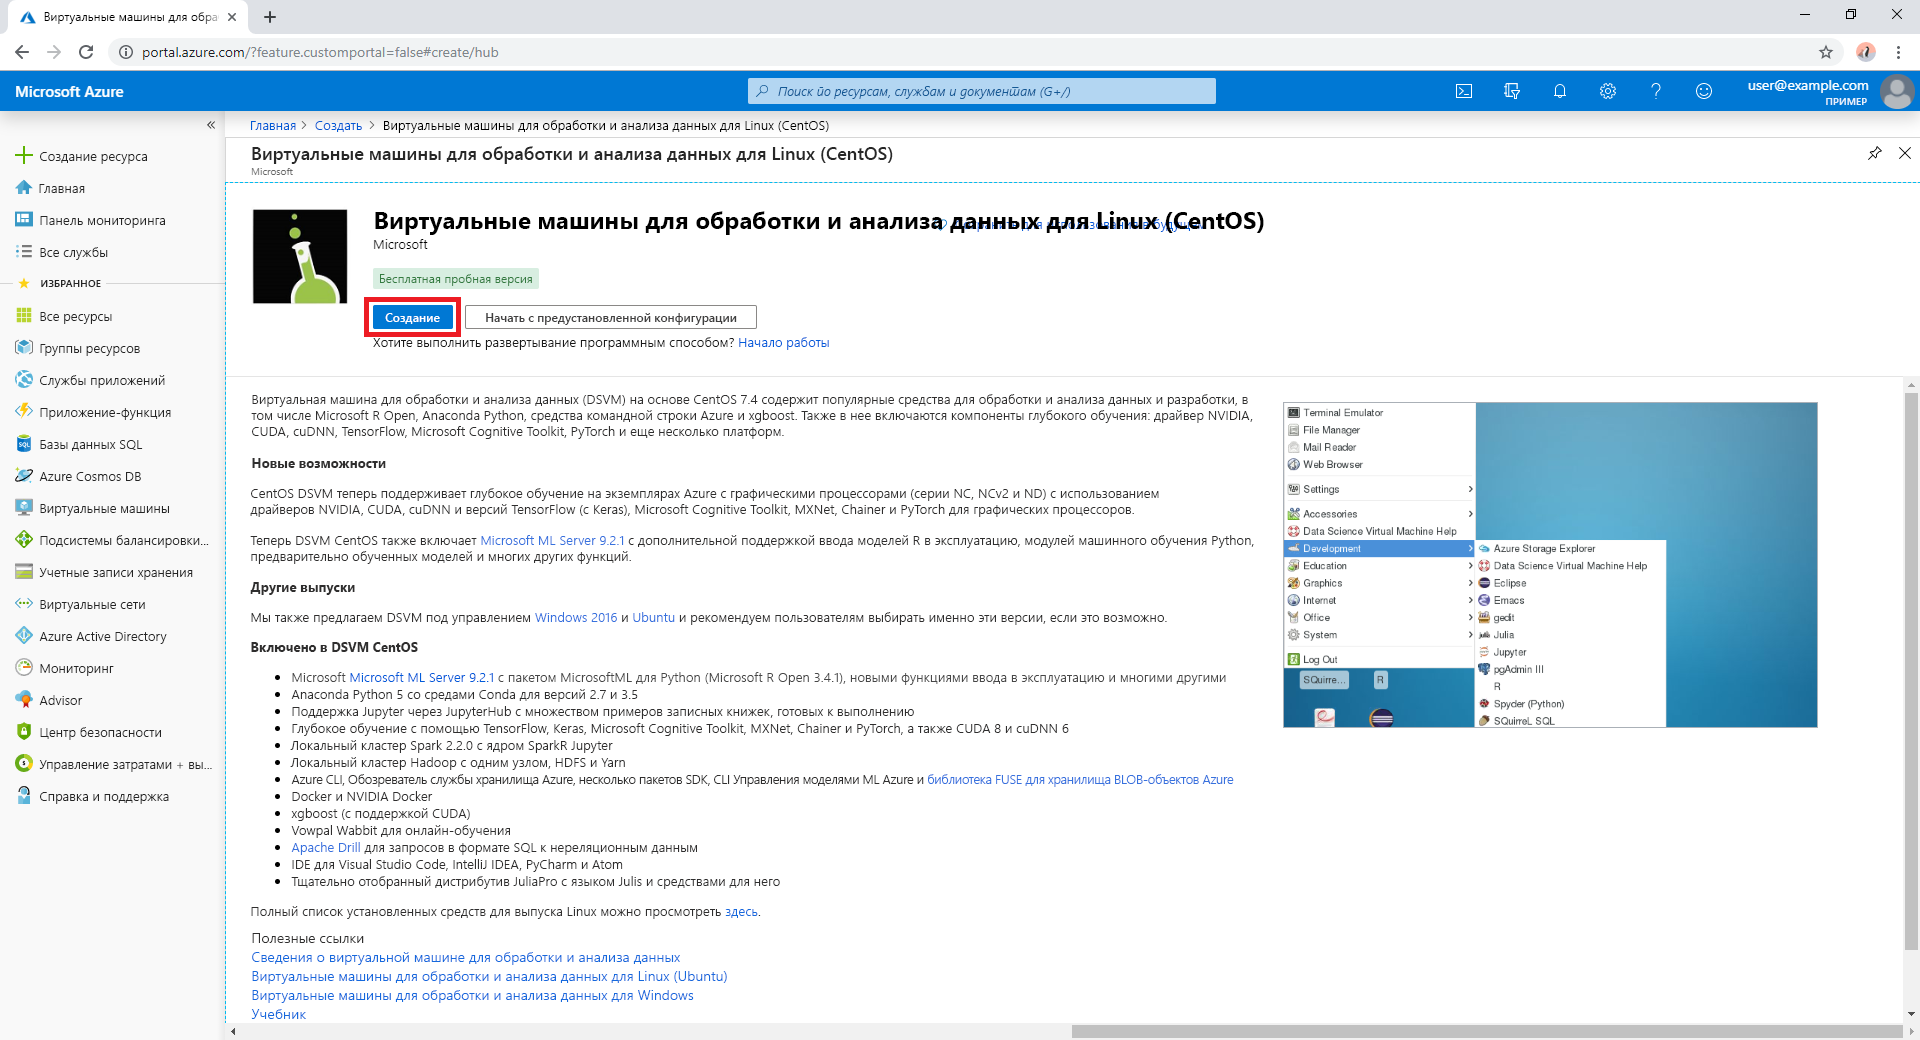 Виртуальные машины для обра
portal.azure.com/?feature.customportal=false#create/hub
Microsoft Azure
Поиск по ресурсам, службам и документам (G+/)
user@example.com
ПРИМЕР
Главная > Создать > Виртуальные машины для обработки и анализа данных для Linux (CentOS)
Виртуальные машины для обработки и анализа данных для Linux (CentOS)
Microsoft
Создание ресурса
Главная
Панель мониторинга
Все службы
ИЗБРАННОЕ
Все ресурсы
Группы ресурсов
Службы приложений
Приложение-функция
Базы данных SQL
Azure Cosmos DB
Виртуальные машины
Подсистемы балансировки...
Учетные записи хранения
Виртуальные сети
Azure Active Directory
Мониторинг
Advisor
Центр безопасности
Управление затратами + вы...
Справка и поддержка
Виртуальные машины для обработки и анализа данных для Linux (CentOS)
Microsoft
Бесплатная пробная версия
Создание
Начать с предустановленной конфигурации
Хотите выполнить развертывание программным способом? Начало работы
Виртуальная машина для обработки и анализа данных (DSVM) на основе CentOS 7.4 содержит популярные средства для обработки и анализа данных и разработки, в
том числе Microsoft R Open, Anaconda Python, средства командной строки Azure и xgboost. Также в нее включаются компоненты глубокого обучения: драйвер NVIDIA,
CUDA, cuDNN, TensorFlow, Microsoft Cognitive Toolkit, PyTorch и еще несколько платформ.
Новые возможности
CentOS DSVM теперь поддерживает глубокое обучение на экземплярах Azure с графическими процессорами (серии NC, NCv2 и ND) с использованием
драйверов NVIDIA, CUDA, cuDNN и версий TensorFlow (с Keras), Microsoft Cognitive Toolkit, MXNet, Chainer и PyTorch для графических процессоров.
Теперь DSVM CentOS также включает Microsoft ML Server 9.2.1 с дополнительной поддержкой ввода моделей R в эксплуатацию, модулей машинного обучения Python,
предварительно обученных моделей и многих других функций.
Другие выпуски
Мы также предлагаем DSVM под управлением Windows 2016 и Ubuntu и рекомендуем пользователям выбирать именно эти версии, если это возможно.
Включено в DSVM CentOS
Microsoft Microsoft ML Server 9.2.1 с пакетом MicrosoftML для Python (Microsoft R Open 3.4.1), новыми функциями ввода в эксплуатацию и многими другими
Anaconda Python 5 со средами Conda для версий 2.7 и 3.5
Поддержка Jupyter через JupyterHub с множеством примеров записных книжек, готовых к выполнению
Глубокое обучение с помощью TensorFlow, Keras, Microsoft Cognitive Toolkit, MXNet, Chainer и PyTorch, а также CUDA 8 и cuDNN 6
Локальный кластер Spark 2.2.0 с ядром SparkR Jupyter
Локальный кластер Hadoop с одним узлом, HDFS и Yarn
Azure CLI, Обозреватель службы хранилища Azure, несколько пакетов SDK, CLI Управления моделями ML Azure и библиотека FUSE для хранилища BLOB-объектов Azure
Docker и NVIDIA Docker
xgboost (с поддержкой CUDA)
Vowpal Wabbit для онлайн-обучения
Apache Drill для запросов в формате SQL к нереляционным данным
IDE для Visual Studio Code, IntelliJ IDEA, PyCharm и Atom
Тщательно отобранный дистрибутив JuliaPro с языком Julis и средствами для него
Полный список установленных средств для выпуска Linux можно просмотреть здесь.
Полезные ссылки
Сведения о виртуальной машине для обработки и анализа данных
Виртуальные машины для обработки и анализа данных для Linux (Ubuntu)
Виртуальные машины для обработки и анализа данных для Windows
Учебник
Terminal Emulator
File Manager
Mail Reader
Web Browser
Settings
Accessories
Data Science Virtual Machine Help
Development
Education
Graphics
Internet
Office
System
Log Out
SQuirre...
R
Azure Storage Explorer
Data Science Virtual Machine Help
Eclipse
Emacs
gedit
Julia
Jupyter
pgAdmin III
R
Spyder (Python)
SQuirreL SQL